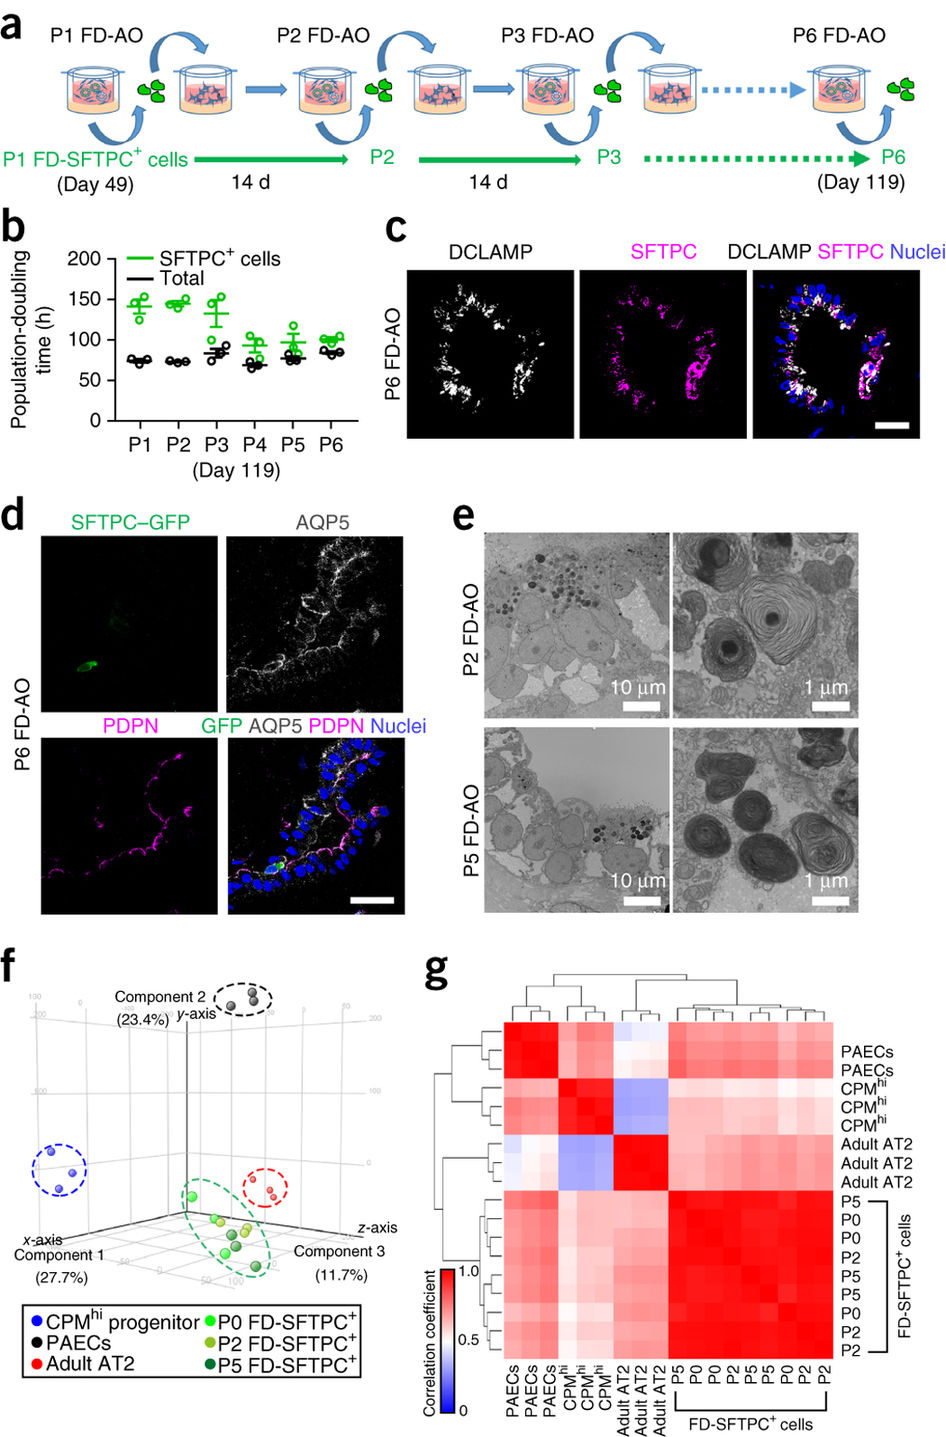 a
P1 FD-AO
P2 FD-AO
P3 FD-AO
P6 FD-AO
P1 FD-SFTPC+ cells
P2
P3
P6
(Day 49)
14 d
14 d
(Day 119)
b
Population-doubling
time (h)
200
150
100
50
0
SFTPC+ cells
Total
P1 P2 P3 P4 P5 P6
(Day 119)
c
DCLAMP
SFTPC
DCLAMP SFTPC Nuclei
P6 FD-AO
d
SFTPC–GFP
AQP5
P6 FD-AO
PDPN
GFP AQP5 PDPN Nuclei
e
P2 FD-AO
10 μm
1 μm
P5 FD-AO
10 μm
1 μm
f
Component 2
(23.4%)
y-axis
x-axis
Component 1
(27.7%)
z-axis
Component 3
(11.7%)
CPMhi progenitor
PAECs
Adult AT2
P0 FD-SFTPC+
P2 FD-SFTPC+
P5 FD-SFTPC+
g
PAECs
PAECs
CPMhi
CPMhi
CPMhi
Adult AT2
Adult AT2
Adult AT2
P5
P0
P0
P2
P5
P5
P0
P2
P2
FD-SFTPC+ cells
Correlation coefficient
1.0
0.5
0
PAECs
PAECs
PAECs
CPMhi
CPMhi
CPMhi
Adult AT2
Adult AT2
Adult AT2
P5
P0
P0
P2
P5
P5
P0
P2
P2
FD-SFTPC+ cells